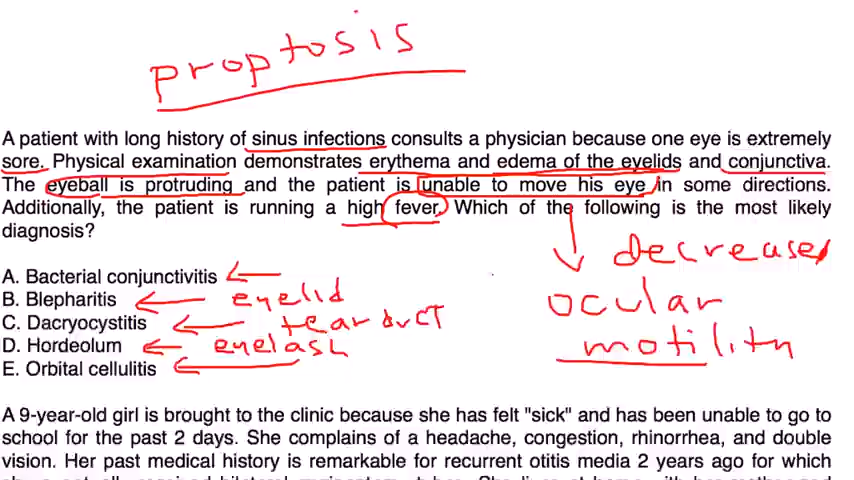 proptosis
A patient with long history of sinus infections consults a physician because one eye is extremely
sore. Physical examination demonstrates erythema and edema of the eyelids and conjunctiva.
The eyeball is protruding and the patient is unable to move his eye in some directions.
Additionally, the patient is running a high fever. Which of the following is the most likely
diagnosis?
decreased
A. Bacterial conjunctivitis
B. Blepharitis eyelid
ocular
C. Dacryocystitis tear duct
D. Hordeolum eyelash
motility
E. Orbital cellulitis
A 9-year-old girl is brought to the clinic because she has felt "sick" and has been unable to go to
school for the past 2 days. She complains of a headache, congestion, rhinorrhea, and double
vision. Her past medical history is remarkable for recurrent otitis media 2 years ago for which